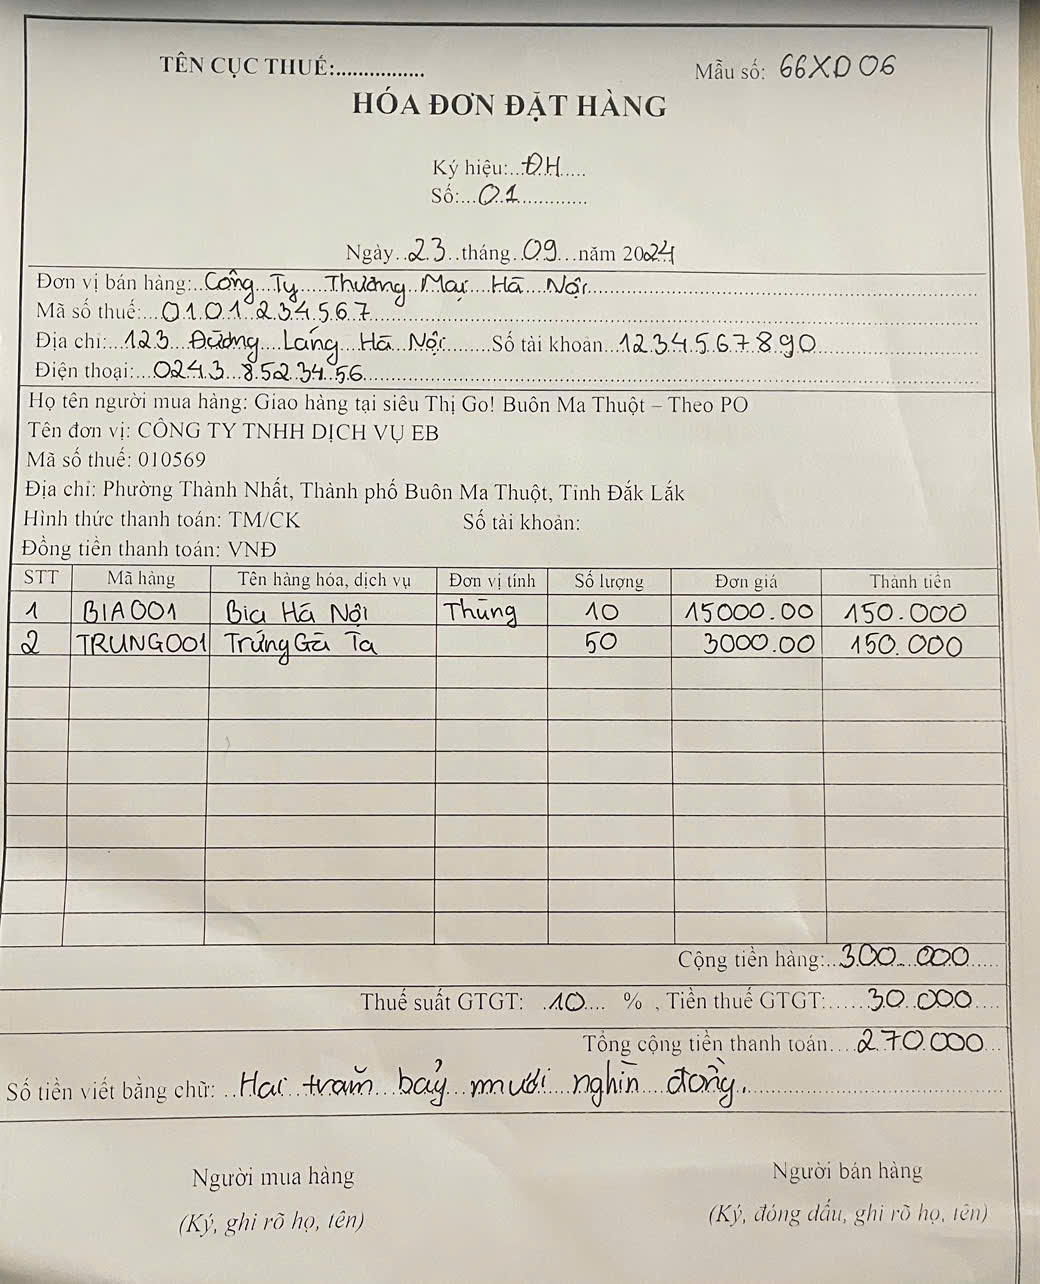 TÊN CỤC THUẾ:................ Mẫu số: 66XD06
HÓA ĐƠN ĐẶT HÀNG
Ký hiệu:...ĐH.....
Số:...01............
Ngày..23..tháng..09...năm 2024
Đơn vị bán hàng:..Công Ty Thương Mại Hà Nội
Mã số thuế:...0101234567
Địa chỉ:...123 Đường Láng Hà Nội Số tài khoản...1234567890
Điện thoại:...0243 8523456
Họ tên người mua hàng: Giao hàng tại siêu Thị Go! Buôn Ma Thuột – Theo PO
Tên đơn vị: CÔNG TY TNHH DỊCH VỤ EB
Mã số thuế: 010569
Địa chỉ: Phường Thành Nhất, Thành phố Buôn Ma Thuột, Tỉnh Đắk Lắk
Hình thức thanh toán: TM/CK Số tài khoản:
Đồng tiền thanh toán: VNĐ
STT Mã hàng Tên hàng hóa, dịch vụ Đơn vị tính Số lượng Đơn giá Thành tiền
1 BIA001 Bia Hà Nội Thùng 10 15000.00 150.000
2 TRUNG001 Trứng Gà Ta 50 3000.00 150.000
Cộng tiền hàng:..300.000
Thuế suất GTGT: ..10.... % , Tiền thuế GTGT:.....30.000
Tổng cộng tiền thanh toán....270.000
Số tiền viết bằng chữ: ..Hai trăm bảy mươi nghìn đồng.
Người mua hàng Người bán hàng
(Ký, ghi rõ họ, tên) (Ký, đóng dấu, ghi rõ họ, tên)